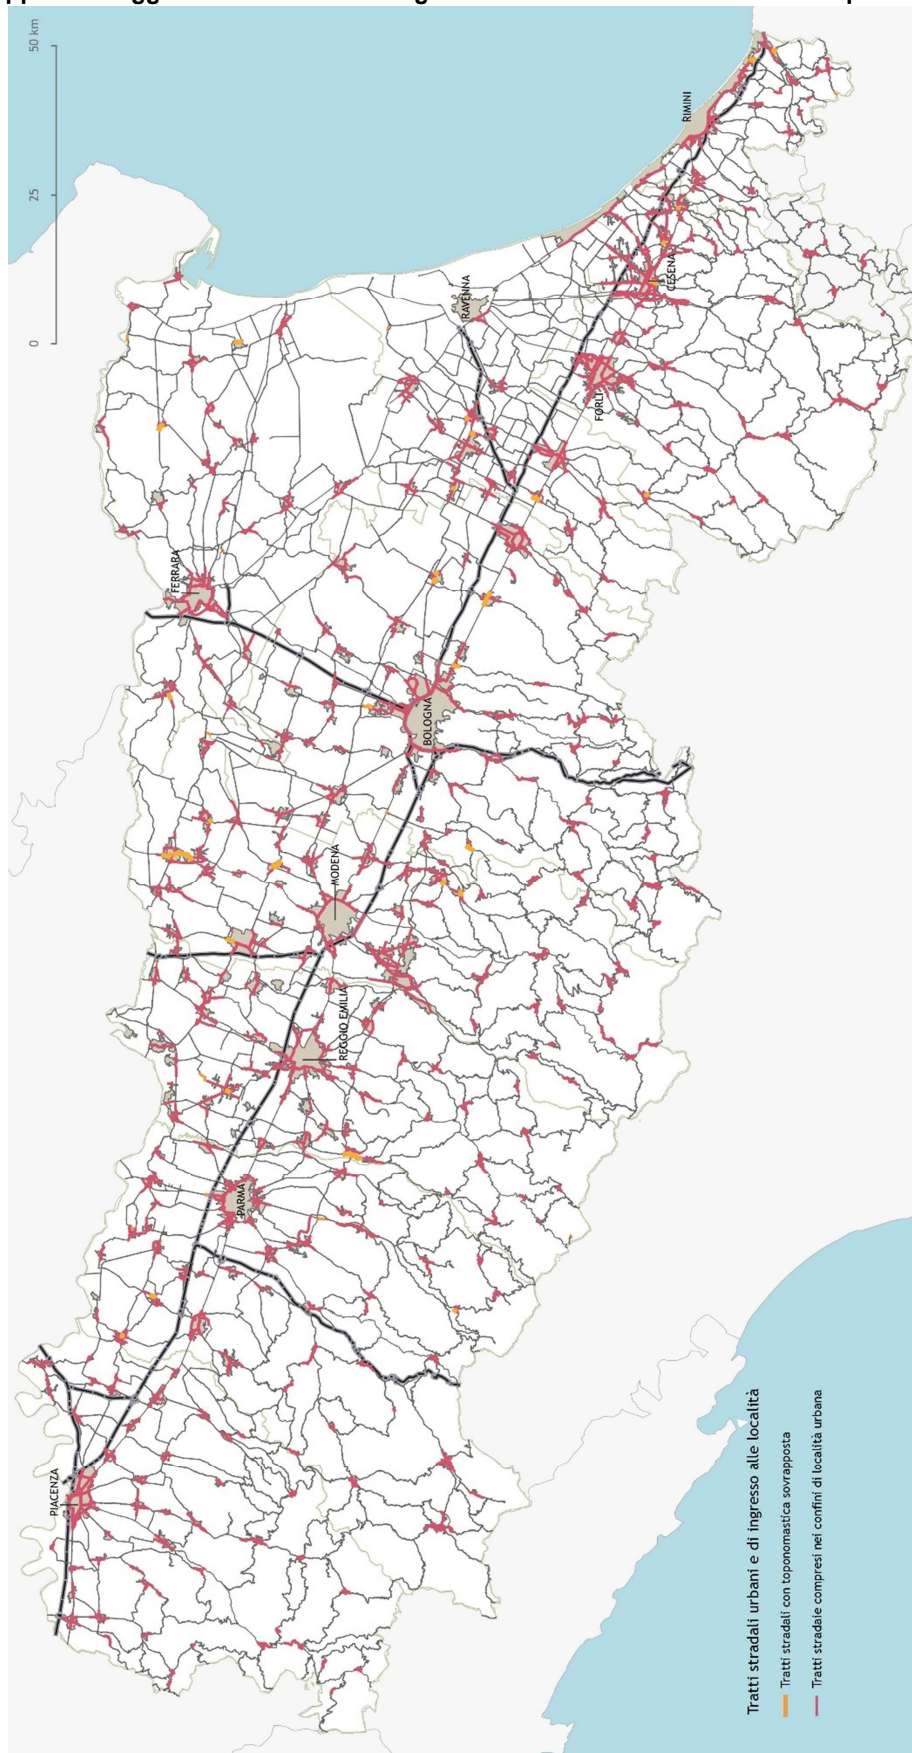 50 km
25
0
RIMINI
CESENA
RAVENNA
FORLÌ
FERRARA
BOLOGNA
MODENA
REGGIO EMILIA
PARMA
PIACENZA
Tratti stradali urbani e di ingresso alle località
Tratti stradali con toponomastica sovrapposta
Tratti stradale compresi nei confini di località urbana